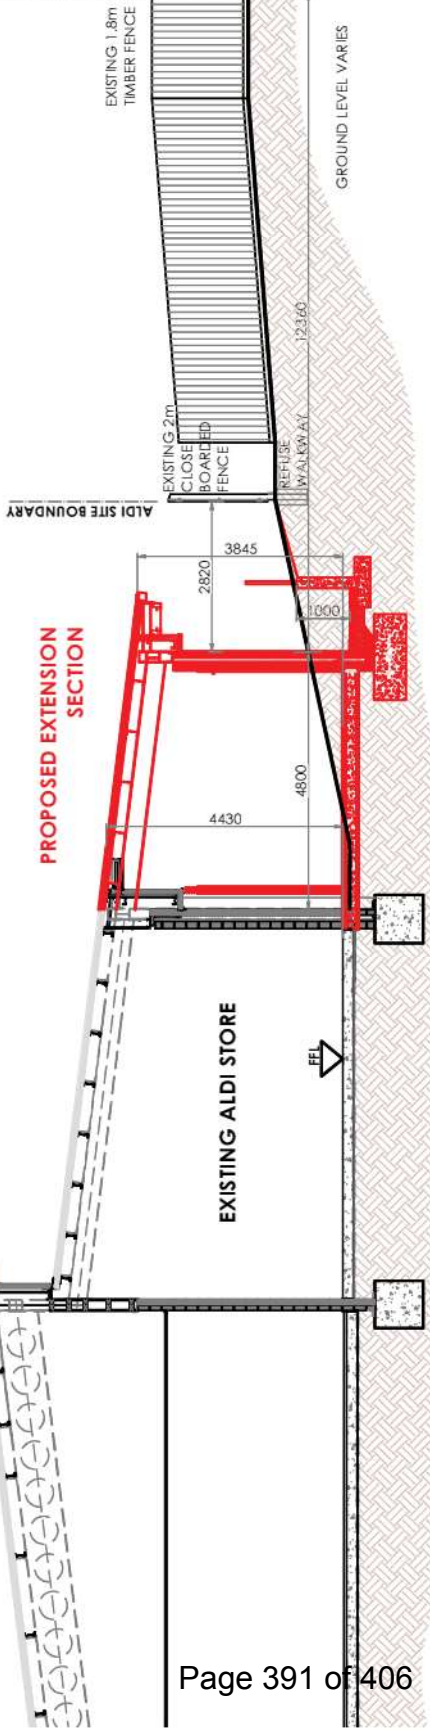 EXISTING 1.8m
TIMBER FENCE
GROUND LEVEL VARIES
12360
EXISTING 2m
CLOSE
BOARDED
FENCE
REFUSE
WALKWAY
ALDI SITE BOUNDARY
3845
2820
1000
PROPOSED EXTENSION
SECTION
4800
4430
EXISTING ALDI STORE
FFL
Page 391 of 406